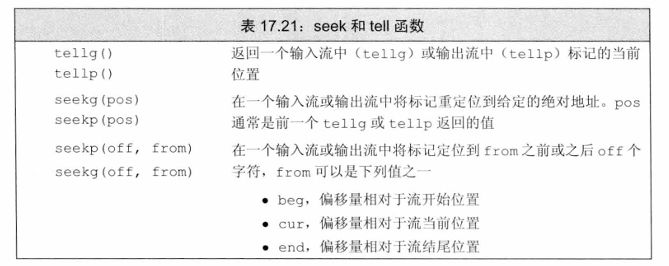 表 17.21：seek 和 tell 函数
tellg() 返回一个输入流中（tellg）或输出流中（tellp）标记的当前
tellp() 位置
seekg(pos) 在一个输入流或输出流中将标记重定位到给定的绝对地址。pos
seekp(pos) 通常是前一个 tellg 或 tellp 返回的值
seekp(off, from) 在一个输入流或输出流中将标记定位到 from 之前或之后 off 个
seekg(off, from) 字符，from 可以是下列值之一
● beg，偏移量相对于流开始位置
● cur，偏移量相对于流当前位置
● end，偏移量相对于流结尾位置